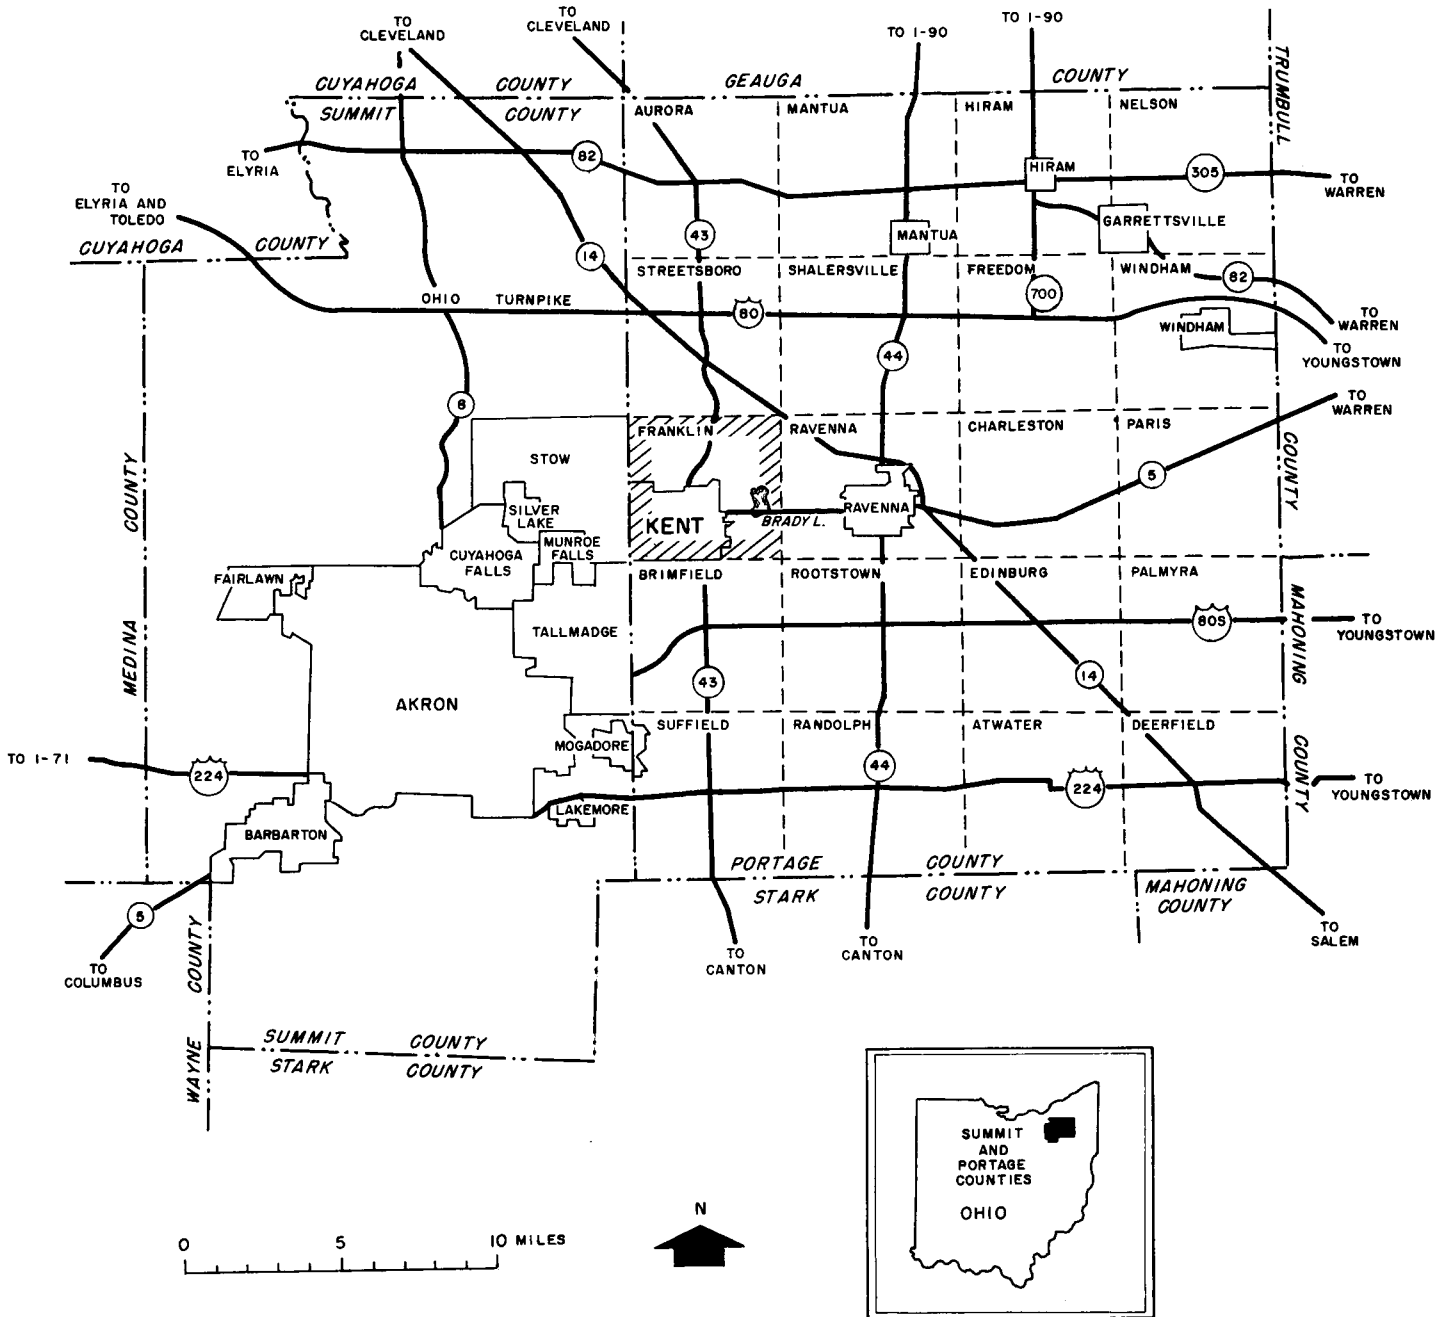 TO
CLEVELAND
TO
CLEVELAND
TO I-90
TO I-90
CUYAHOGA COUNTY
GEAUGA COUNTY
TRUMBULL COUNTY
SUMMIT COUNTY
AURORA
MANTUA
HIRAM
NELSON
TO
ELYRIA
82
HIRAM
305
TO
WARREN
TO
ELYRIA AND
TOLEDO
CUYAHOGA COUNTY
14
43
MANTUA
GARRETTSVILLE
STREETSBORO
SHALERSVILLE
FREEDOM
WINDHAM
82
OHIO TURNPIKE
80
700
WINDHAM
TO
WARREN
TO
YOUNGSTOWN
44
8
TO
WARREN
FRANKLIN
RAVENNA
CHARLESTON
PARIS
STOW
5
SILVER
LAKE
KENT
BRADY L.
RAVENNA
MUNROE
FALLS
CUYAHOGA
FALLS
MEDINA COUNTY
FAIRLAWN
BRIMFIELD
ROOTSTOWN
EDINBURG
PALMYRA
TALLMADGE
80S
TO
YOUNGSTOWN
MAHONING COUNTY
43
14
AKRON
SUFFIELD
RANDOLPH
ATWATER
DEERFIELD
MOGADORE
TO I-71
224
44
224
TO
YOUNGSTOWN
LAKEMORE
BARBARTON
PORTAGE COUNTY
STARK COUNTY
MAHONING
COUNTY
5
TO
COLUMBUS
WAYNE COUNTY
TO
CANTON
TO
CANTON
TO
SALEM
SUMMIT COUNTY
STARK COUNTY
SUMMIT
AND
PORTAGE
COUNTIES
OHIO
N
0 5 10 MILES